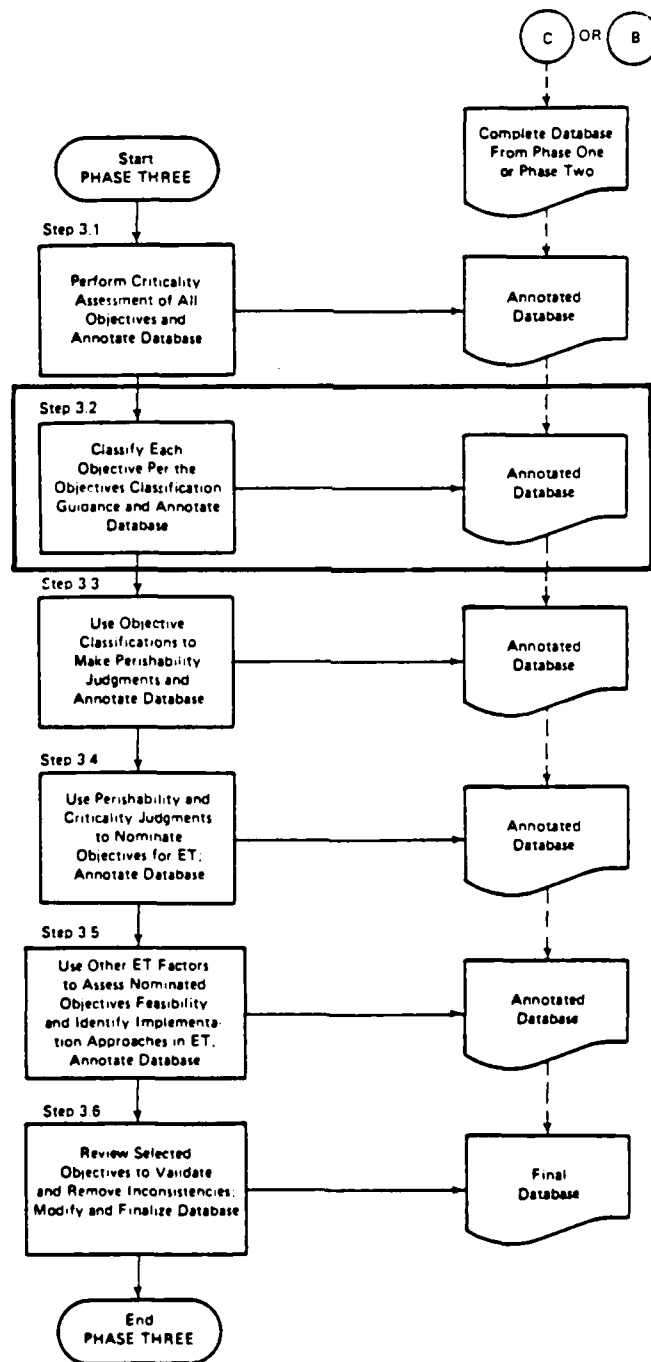 C OR B
Complete Database
From Phase One
or Phase Two
Start
PHASE THREE
Step 3.1
Perform Criticality
Assessment of All
Objectives and
Annotate Database
Annotated
Database
Step 3.2
Classify Each
Objective Per the
Objectives Classification
Guidance and Annotate
Database
Annotated
Database
Step 3.3
Use Objective
Classifications to
Make Perishability
Judgments and
Annotate Database
Annotated
Database
Step 3.4
Use Perishability and
Criticality Judgments
to Nominate
Objectives for ET;
Annotate Database
Annotated
Database
Step 3.5
Use Other ET Factors
to Assess Nominated
Objectives Feasibility
and Identify Implementa-
tion Approaches in ET,
Annotate Database
Annotated
Database
Step 3.6
Review Selected
Objectives to Validate
and Remove Inconsistencies;
Modify and Finalize Database
Final
Database
End
PHASE THREE